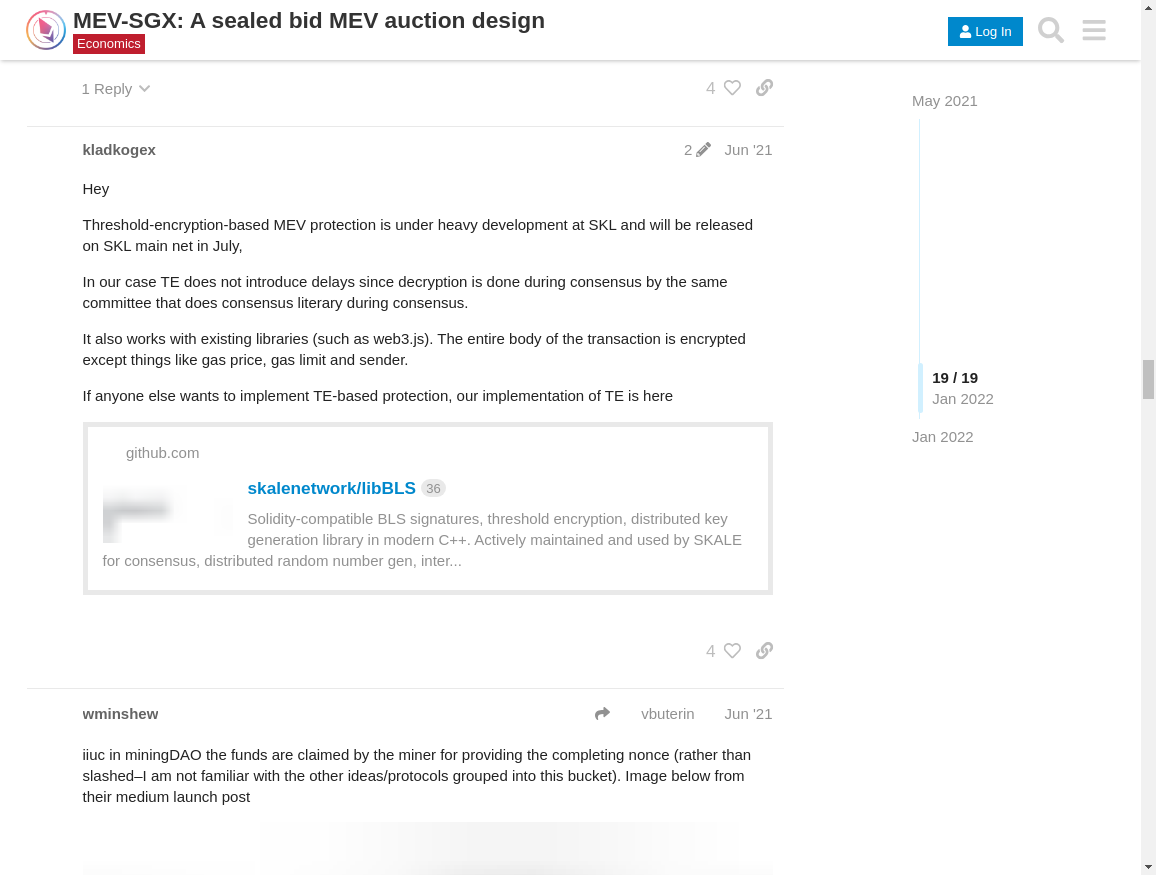 MEV-SGX: A sealed bid MEV auction design
Economics
Log In
1 Reply
4
May 2021
kladkogex
2
Jun '21
Hey
Threshold-encryption-based MEV protection is under heavy development at SKL and will be released
on SKL main net in July,
In our case TE does not introduce delays since decryption is done during consensus by the same
committee that does consensus literary during consensus.
It also works with existing libraries (such as web3.js). The entire body of the transaction is encrypted
except things like gas price, gas limit and sender.
19 / 19
Jan 2022
If anyone else wants to implement TE-based protection, our implementation of TE is here
Jan 2022
github.com
skalenetwork/libBLS 36
Solidity-compatible BLS signatures, threshold encryption, distributed key
generation library in modern C++. Actively maintained and used by SKALE
for consensus, distributed random number gen, inter...
4
wminshew
vbuterin
Jun '21
iiuc in miningDAO the funds are claimed by the miner for providing the completing nonce (rather than
slashed–I am not familiar with the other ideas/protocols grouped into this bucket). Image below from
their medium launch post